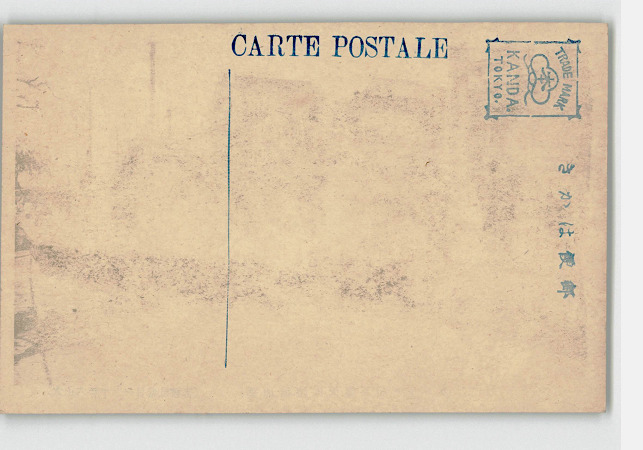 CARTE POSTALE
TRADE MARK
KANDA
TOKYO.
きかは便郵